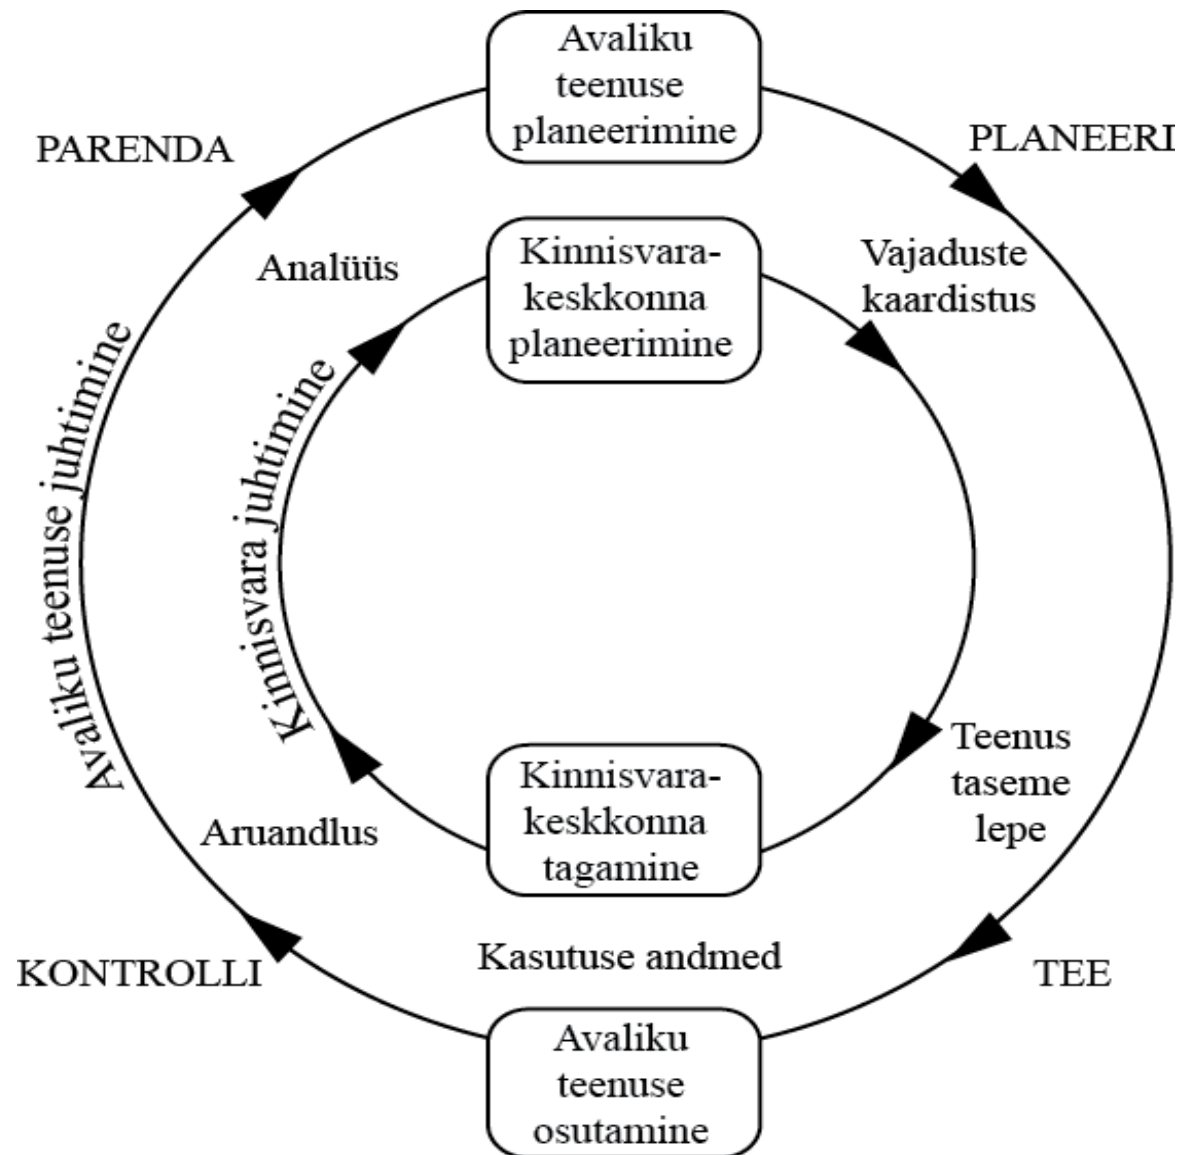 Avaliku
teenuse
planeerimine
PARENDA
PLANEERI
Analüüs
Kinnisvara-
keskkonna
planeerimine
Vajaduste
kaardistus
Avaliku teenuse juhtimine
Kinnisvara juhtimine
Teenus
taseme
lepe
Kinnisvara-
keskkonna
tagamine
Aruandlus
Kasutuse andmed
KONTROLLI
TEE
Avaliku
teenuse
osutamine